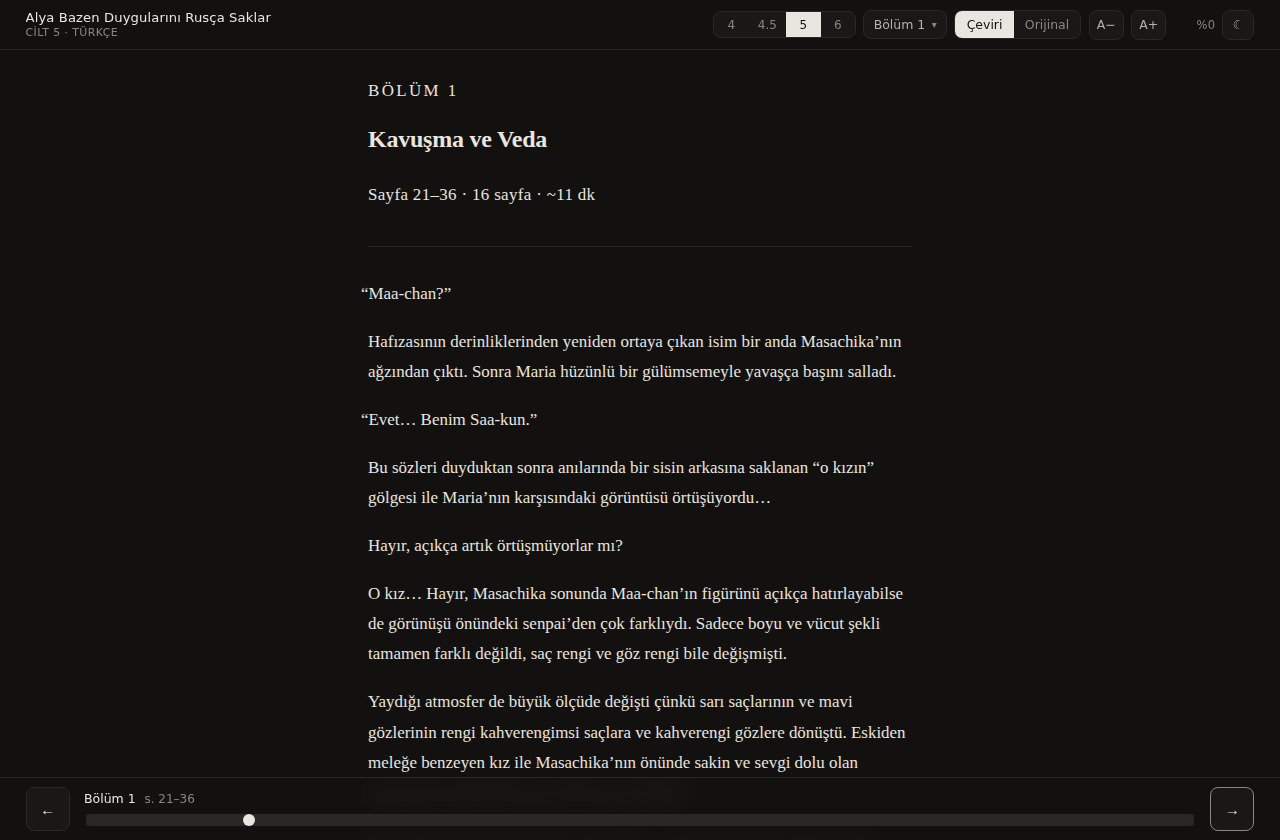 Alya Bazen Duygularını Rusça Saklar
CİLT 5 · TÜRKÇE
4 4.5 5 6 Bölüm 1 ▾ Çeviri Orijinal A− A+ %0 ☾
BÖLÜM 1
Kavuşma ve Veda
Sayfa 21–36 · 16 sayfa · ~11 dk
“Maa-chan?”
Hafızasının derinliklerinden yeniden ortaya çıkan isim bir anda Masachika’nın
ağzından çıktı. Sonra Maria hüzünlü bir gülümsemeyle yavaşça başını salladı.
“Evet… Benim Saa-kun.”
Bu sözleri duyduktan sonra anılarında bir sisin arkasına saklanan “o kızın”
gölgesi ile Maria’nın karşısındaki görüntüsü örtüşüyordu…
Hayır, açıkça artık örtüşmüyorlar mı?
O kız… Hayır, Masachika sonunda Maa-chan’ın figürünü açıkça hatırlayabilse
de görünüşü önündeki senpai’den çok farklıydı. Sadece boyu ve vücut şekli
tamamen farklı değildi, saç rengi ve göz rengi bile değişmişti.
Yaydığı atmosfer de büyük ölçüde değişti çünkü sarı saçlarının ve mavi
gözlerinin rengi kahverengimsi saçlara ve kahverengi gözlere dönüştü. Eskiden
meleğe benzeyen kız ile Masachika’nın önünde sakin ve sevgi dolu olan
← Bölüm 1 s. 21–36 →